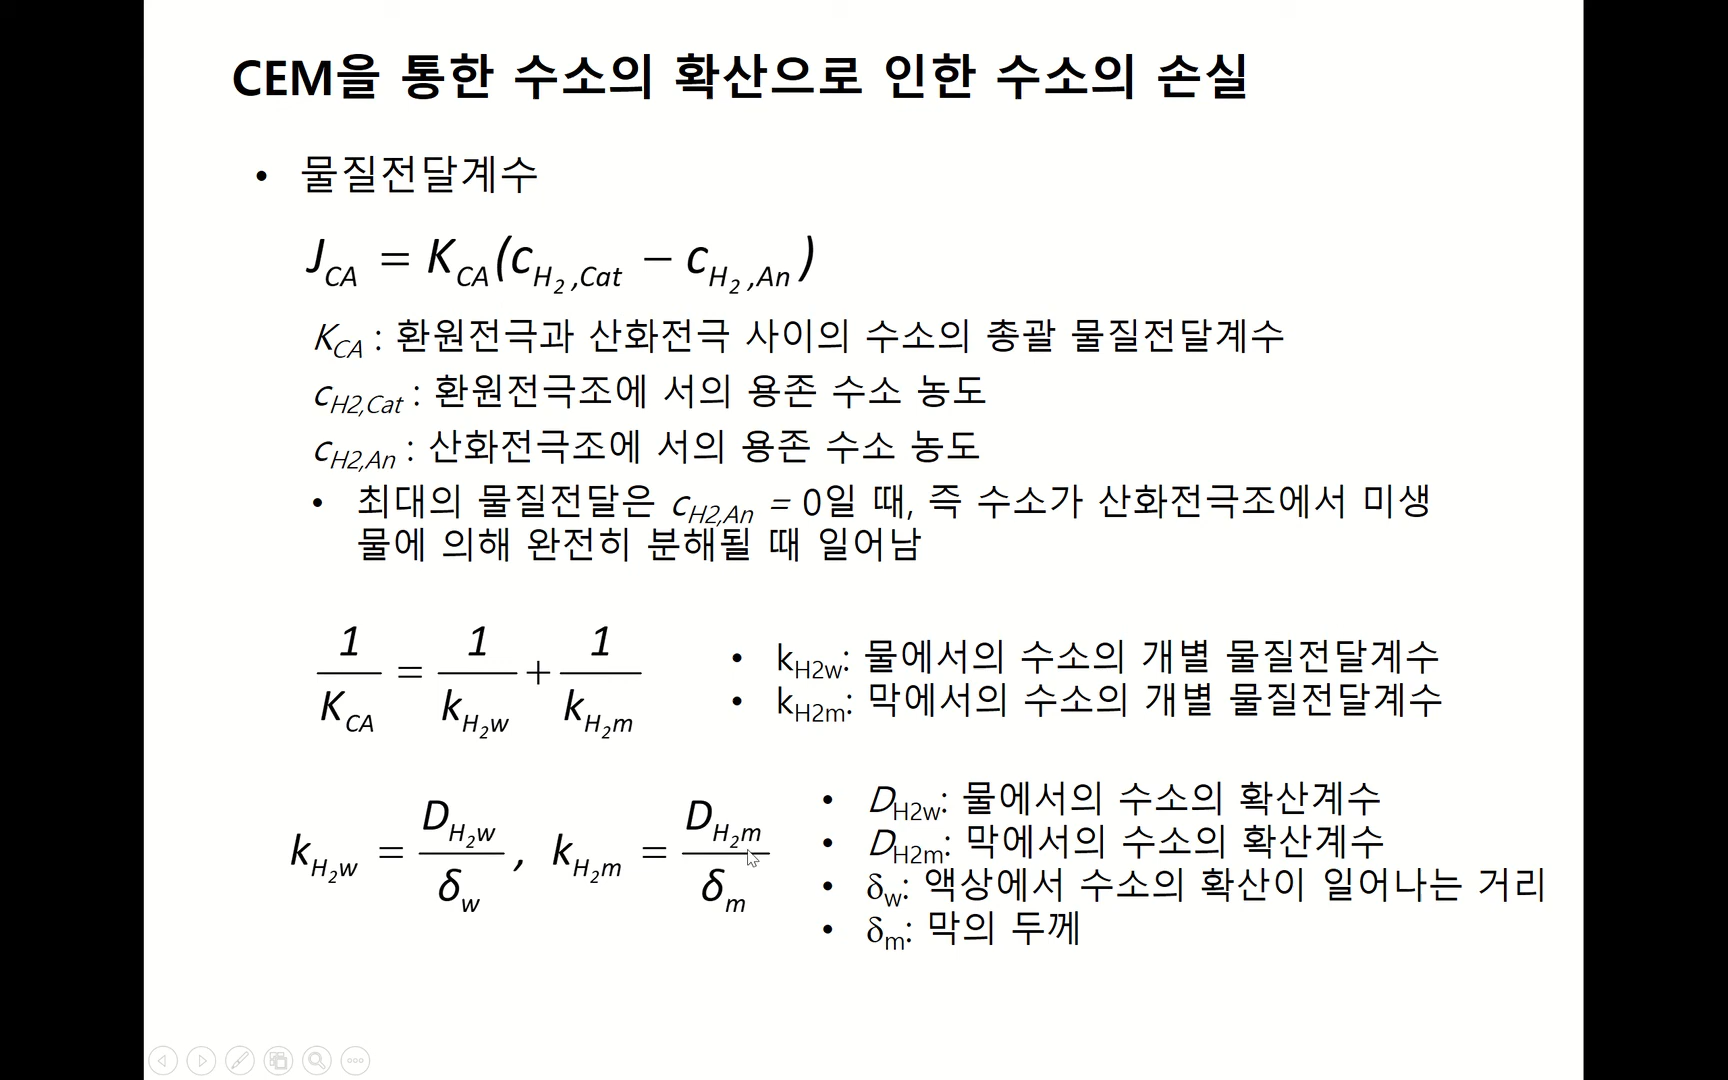 CEM을 통한 수소의 확산으로 인한 수소의 손실
• 물질전달계수
J_CA = K_CA(c_H₂,Cat − c_H₂,An)
K_CA : 환원전극과 산화전극 사이의 수소의 총괄 물질전달계수
c_H2,Cat : 환원전극조에 서의 용존 수소 농도
c_H2,An : 산화전극조에 서의 용존 수소 농도
• 최대의 물질전달은 c_H2,An = 0일 때, 즉 수소가 산화전극조에서 미생
물에 의해 완전히 분해될 때 일어남
1/K_CA = 1/k_H₂w + 1/k_H₂m
• k_H2w: 물에서의 수소의 개별 물질전달계수
• k_H2m: 막에서의 수소의 개별 물질전달계수
k_H₂w = D_H₂w/δ_w , k_H₂m = D_H₂m/δ_m
• D_H2w: 물에서의 수소의 확산계수
• D_H2m: 막에서의 수소의 확산계수
• δ_w: 액상에서 수소의 확산이 일어나는 거리
• δ_m: 막의 두께